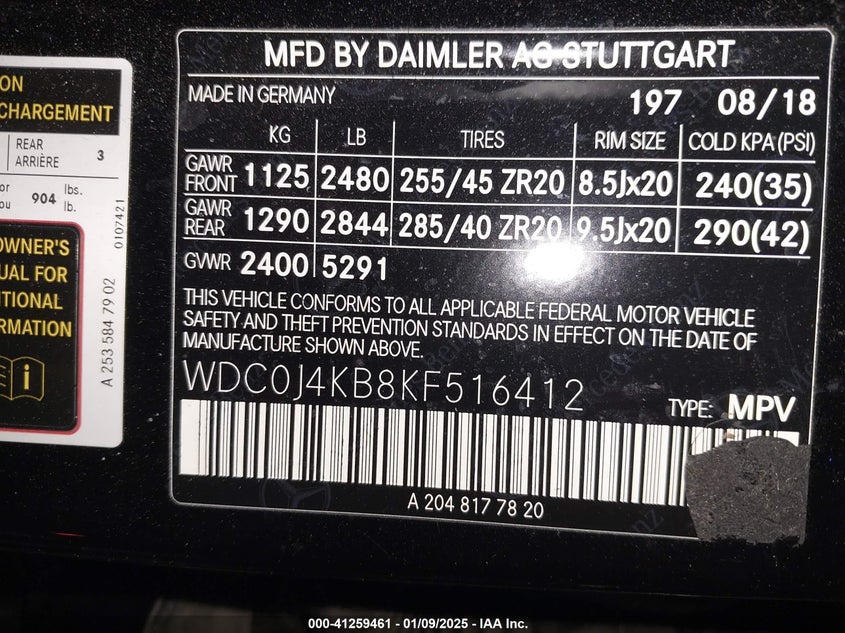 ON
CHARGEMENT
REAR
ARRIÈRE 3
or
ou 904 lbs.
lb.
OWNER'S
UAL FOR
ITIONAL
ORMATION
i
0107421
A 253 584 79 02
MFD BY DAIMLER AG STUTTGART
MADE IN GERMANY 197 08/18
KG LB TIRES RIM SIZE COLD KPA(PSI)
GAWR FRONT 1125 2480 255/45 ZR20 8.5Jx20 240(35)
GAWR REAR 1290 2844 285/40 ZR20 9.5Jx20 290(42)
GVWR 2400 5291
THIS VEHICLE CONFORMS TO ALL APPLICABLE FEDERAL MOTOR VEHICLE
SAFETY AND THEFT PREVENTION STANDARDS IN EFFECT ON THE DATE OF
MANUFACTURE SHOWN ABOVE.
WDC0J4KB8KF516412
TYPE: MPV
A 204 817 78 20
000-41259461 - 01/09/2025 - IAA Inc.